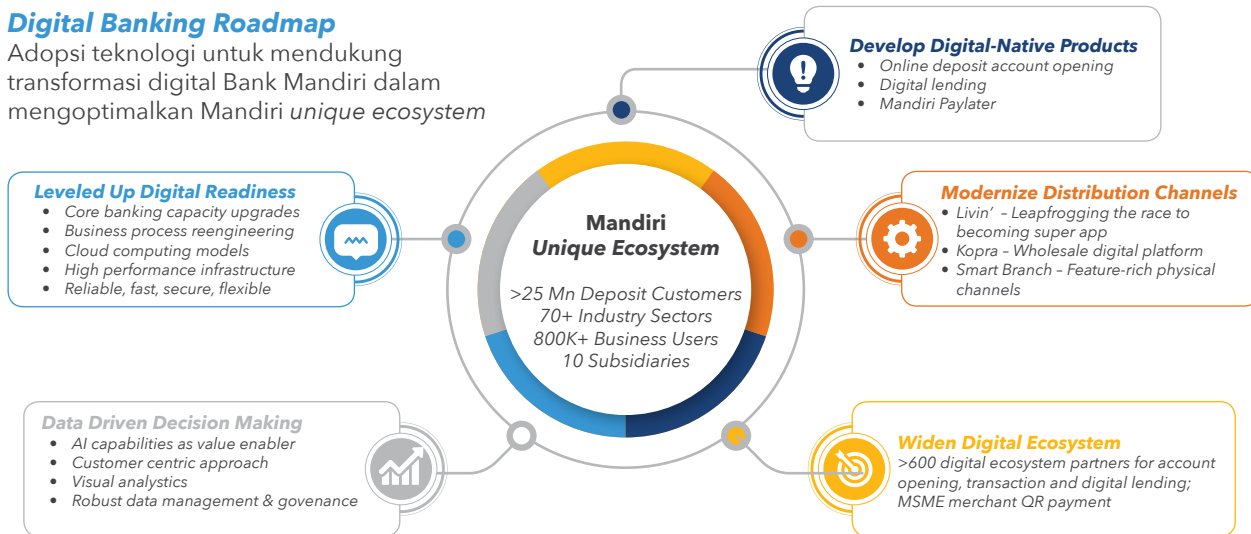 Digital Banking Roadmap
Adopsi teknologi untuk mendukung
transformasi digital Bank Mandiri dalam
mengoptimalkan Mandiri unique ecosystem
Develop Digital-Native Products
• Online deposit account opening
• Digital lending
• Mandiri Paylater
Leveled Up Digital Readiness
• Core banking capacity upgrades
• Business process reengineering
• Cloud computing models
• High performance infrastructure
• Reliable, fast, secure, flexible
Mandiri
Unique Ecosystem
>25 Mn Deposit Customers
70+ Industry Sectors
800K+ Business Users
10 Subsidiaries
Modernize Distribution Channels
• Livin’ – Leapfrogging the race to
becoming super app
• Kopra – Wholesale digital platform
• Smart Branch – Feature-rich physical
channels
Data Driven Decision Making
• AI capabilities as value enabler
• Customer centric approach
• Visual analystics
• Robust data management & govenance
Widen Digital Ecosystem
>600 digital ecosystem partners for account
opening, transaction and digital lending;
MSME merchant QR payment